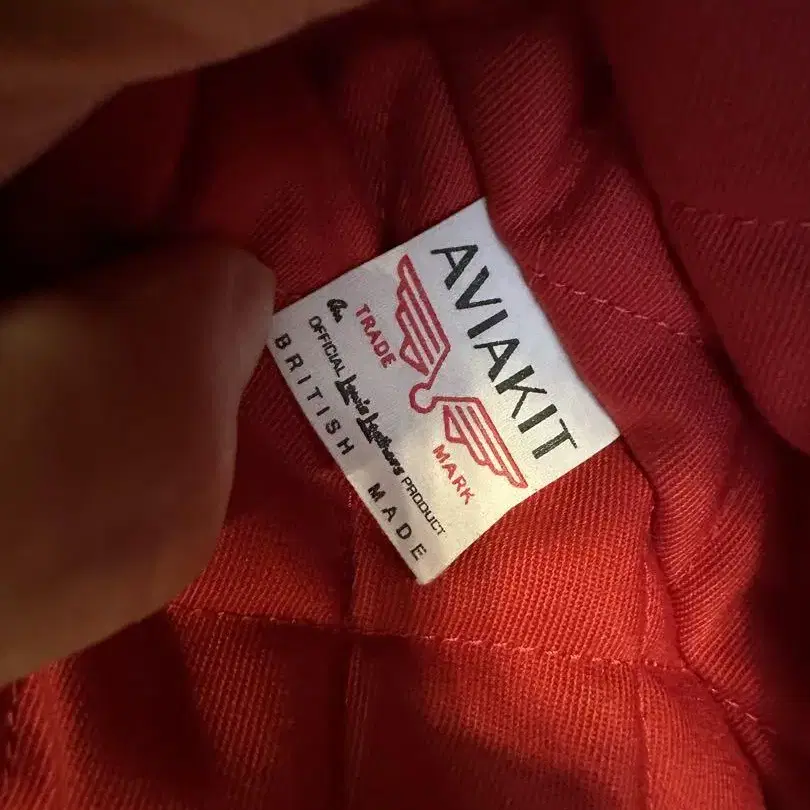 AVIAKIT
TRADE MARK
An
OFFICIAL Lewis Leathers PRODUCT
BRITISH MADE